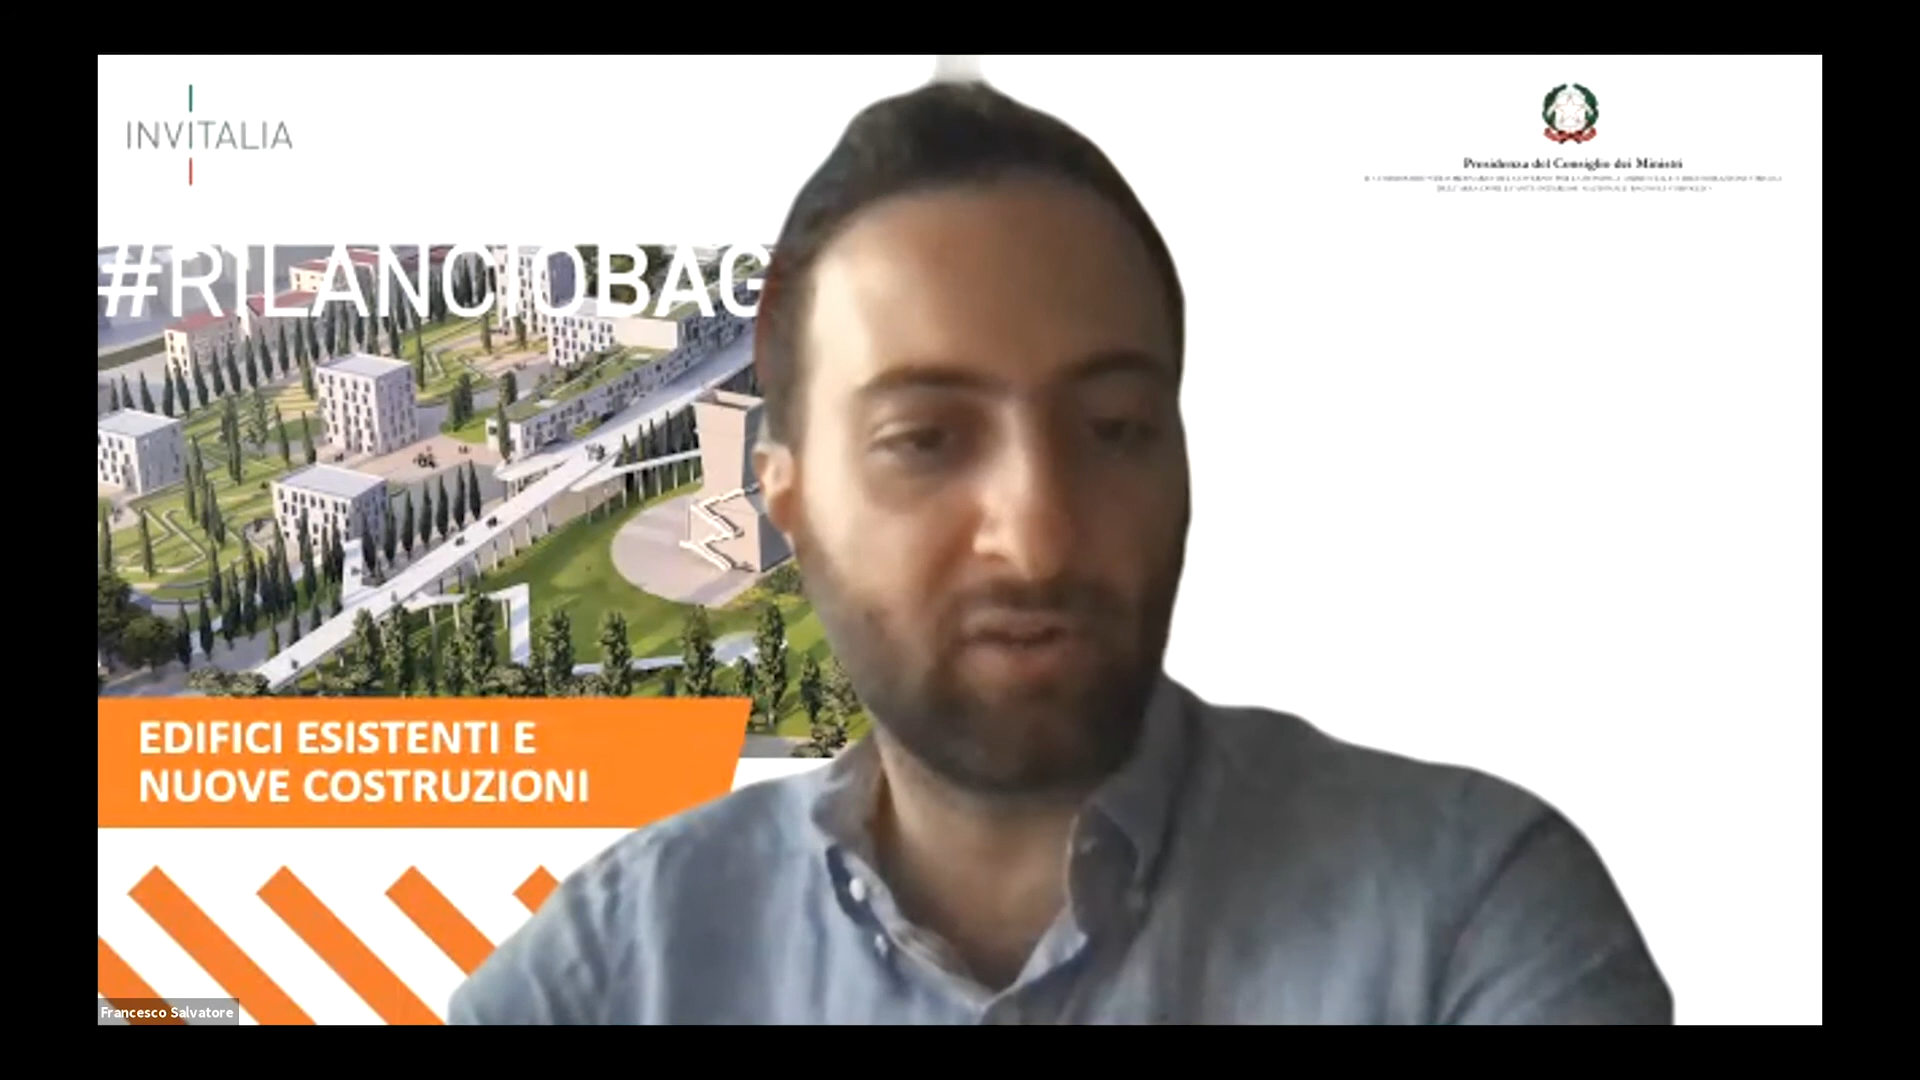 INVITALIA
Presidenza del Consiglio dei Ministri
#RILANCIOBAG
EDIFICI ESISTENTI E
NUOVE COSTRUZIONI
Francesco Salvatore